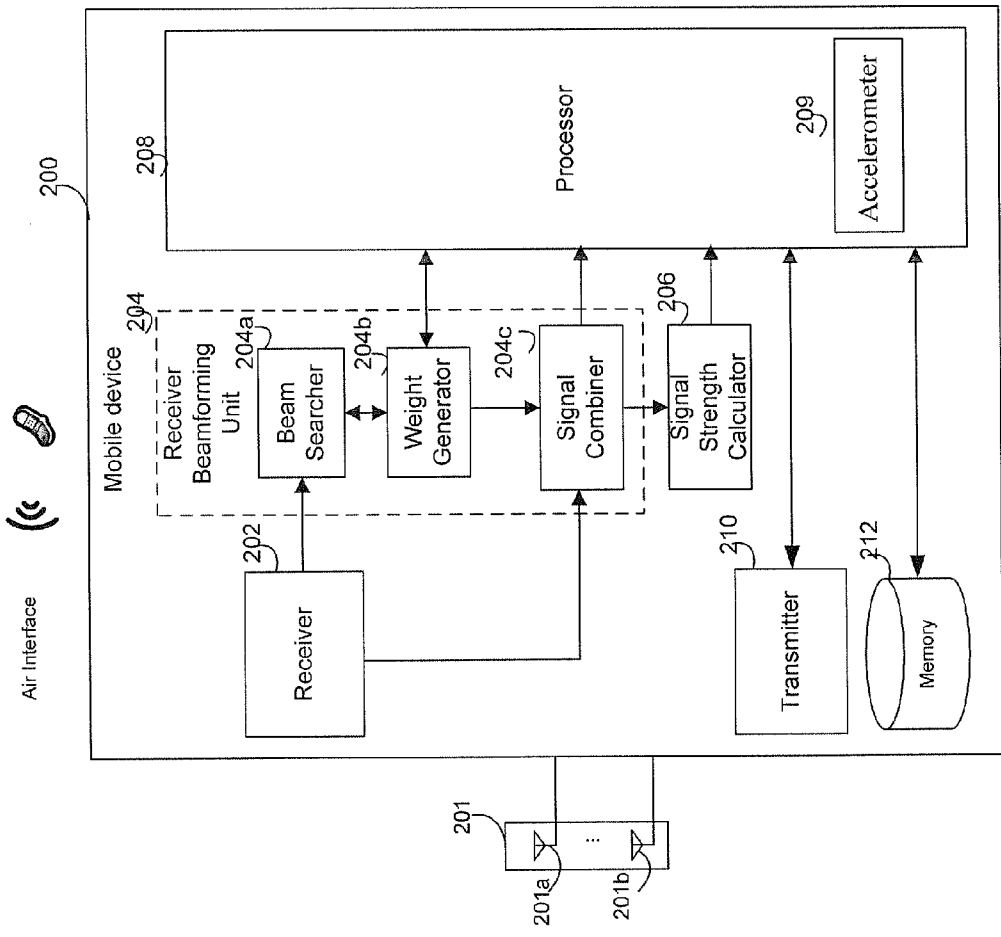 Air Interface
Mobile device
200
201
201a
...
201b
202
Receiver
204
Receiver
Beamforming
Unit
204a
Beam
Searcher
204b
Weight
Generator
204c
Signal
Combiner
206
Signal
Strength
Calculator
208
Processor
209
Accelerometer
210
Transmitter
212
Memory